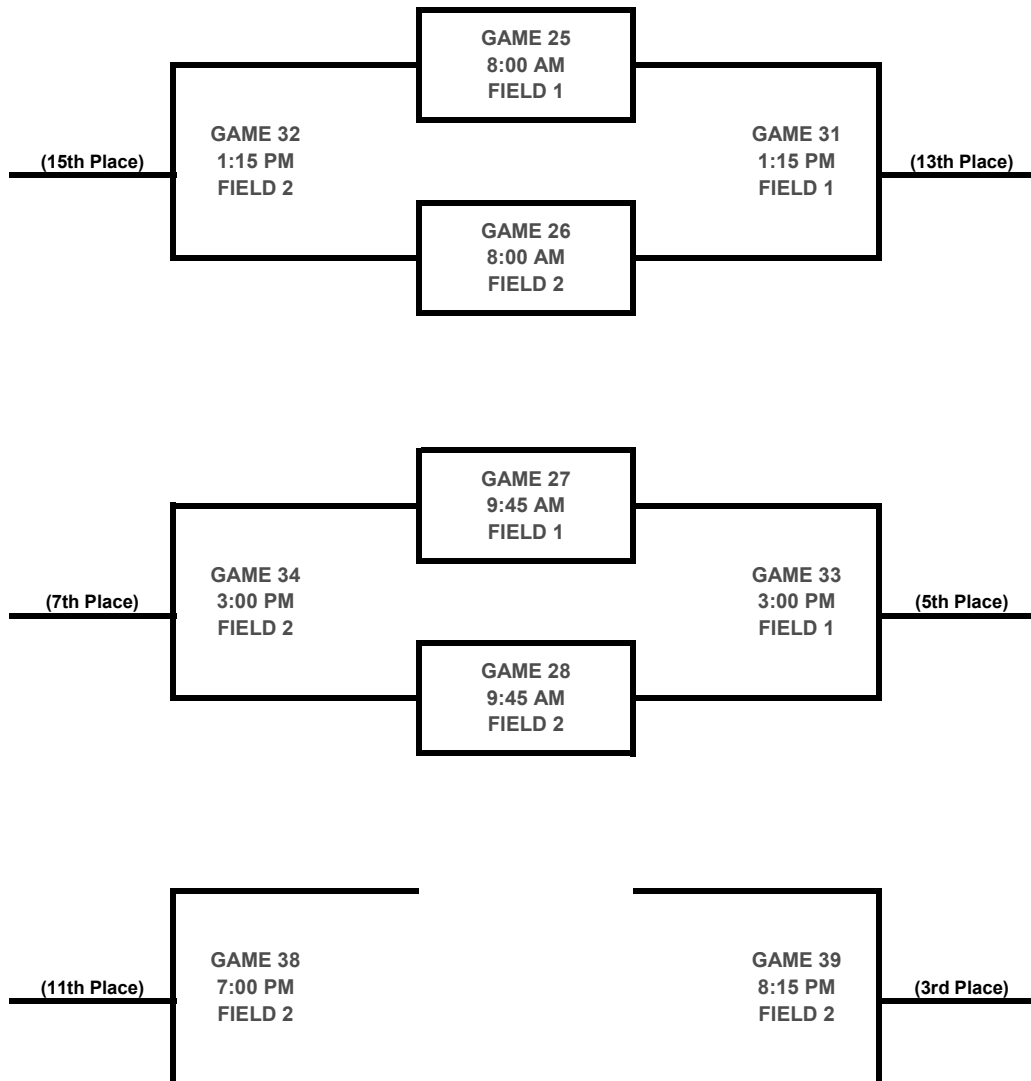 GAME 25
8:00 AM
FIELD 1
GAME 32
1:15 PM
FIELD 2
GAME 31
1:15 PM
FIELD 1
(15th Place)
(13th Place)
GAME 26
8:00 AM
FIELD 2
GAME 27
9:45 AM
FIELD 1
GAME 34
3:00 PM
FIELD 2
GAME 33
3:00 PM
FIELD 1
(7th Place)
(5th Place)
GAME 28
9:45 AM
FIELD 2
GAME 38
7:00 PM
FIELD 2
GAME 39
8:15 PM
FIELD 2
(11th Place)
(3rd Place)